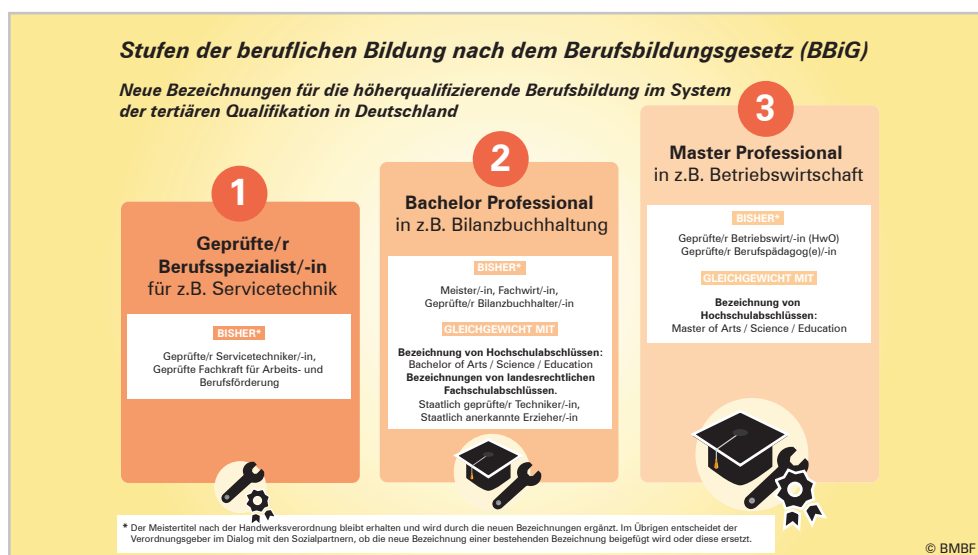 Stufen der beruflichen Bildung nach dem Berufsbildungsgesetz (BBiG)
Neue Bezeichnungen für die höherqualifizierende Berufsbildung im System
der tertiären Qualifikation in Deutschland
1
Geprüfte/r
Berufsspezialist/-in
für z.B. Servicetechnik
BISHER*
Geprüfte/r Servicetechniker/-in,
Geprüfte Fachkraft für Arbeits- und
Berufsförderung
2
Bachelor Professional
in z.B. Bilanzbuchhaltung
BISHER*
Meister/-in, Fachwirt/-in,
Geprüfte/r Bilanzbuchhalter/-in
GLEICHGEWICHT MIT
Bezeichnung von Hochschulabschlüssen:
Bachelor of Arts / Science / Education
Bezeichnungen von landesrechtlichen
Fachschulabschlüssen.
Staatlich geprüfte/r Techniker/-in,
Staatlich anerkannte Erzieher/-in
3
Master Professional
in z.B. Betriebswirtschaft
BISHER*
Geprüfte/r Betriebswirt/-in (HwO)
Geprüfte/r Berufspädagog(e)/-in
GLEICHGEWICHT MIT
Bezeichnung von
Hochschulabschlüssen:
Master of Arts / Science / Education
* Der Meistertitel nach der Handwerksverordnung bleibt erhalten und wird durch die neuen Bezeichnungen ergänzt. Im Übrigen entscheidet der
Verordnungsgeber im Dialog mit den Sozialpartnern, ob die neue Bezeichnung einer bestehenden Bezeichnung beigefügt wird oder diese ersetzt.
© BMBF